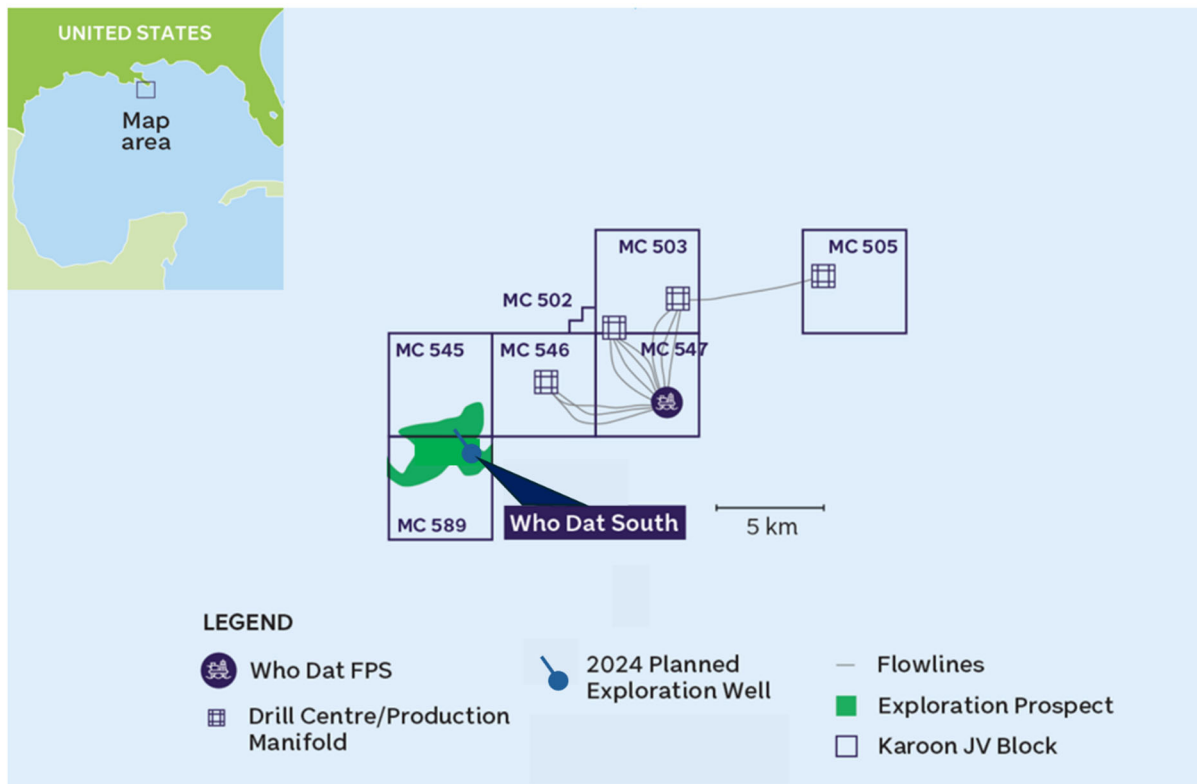 UNITED STATES
Map
area
MC 503
MC 505
MC 502
MC 545
MC 546
MC 547
MC 589
Who Dat South
5 km
LEGEND
Who Dat FPS
Drill Centre/Production
Manifold
2024 Planned
Exploration Well
Flowlines
Exploration Prospect
Karoon JV Block